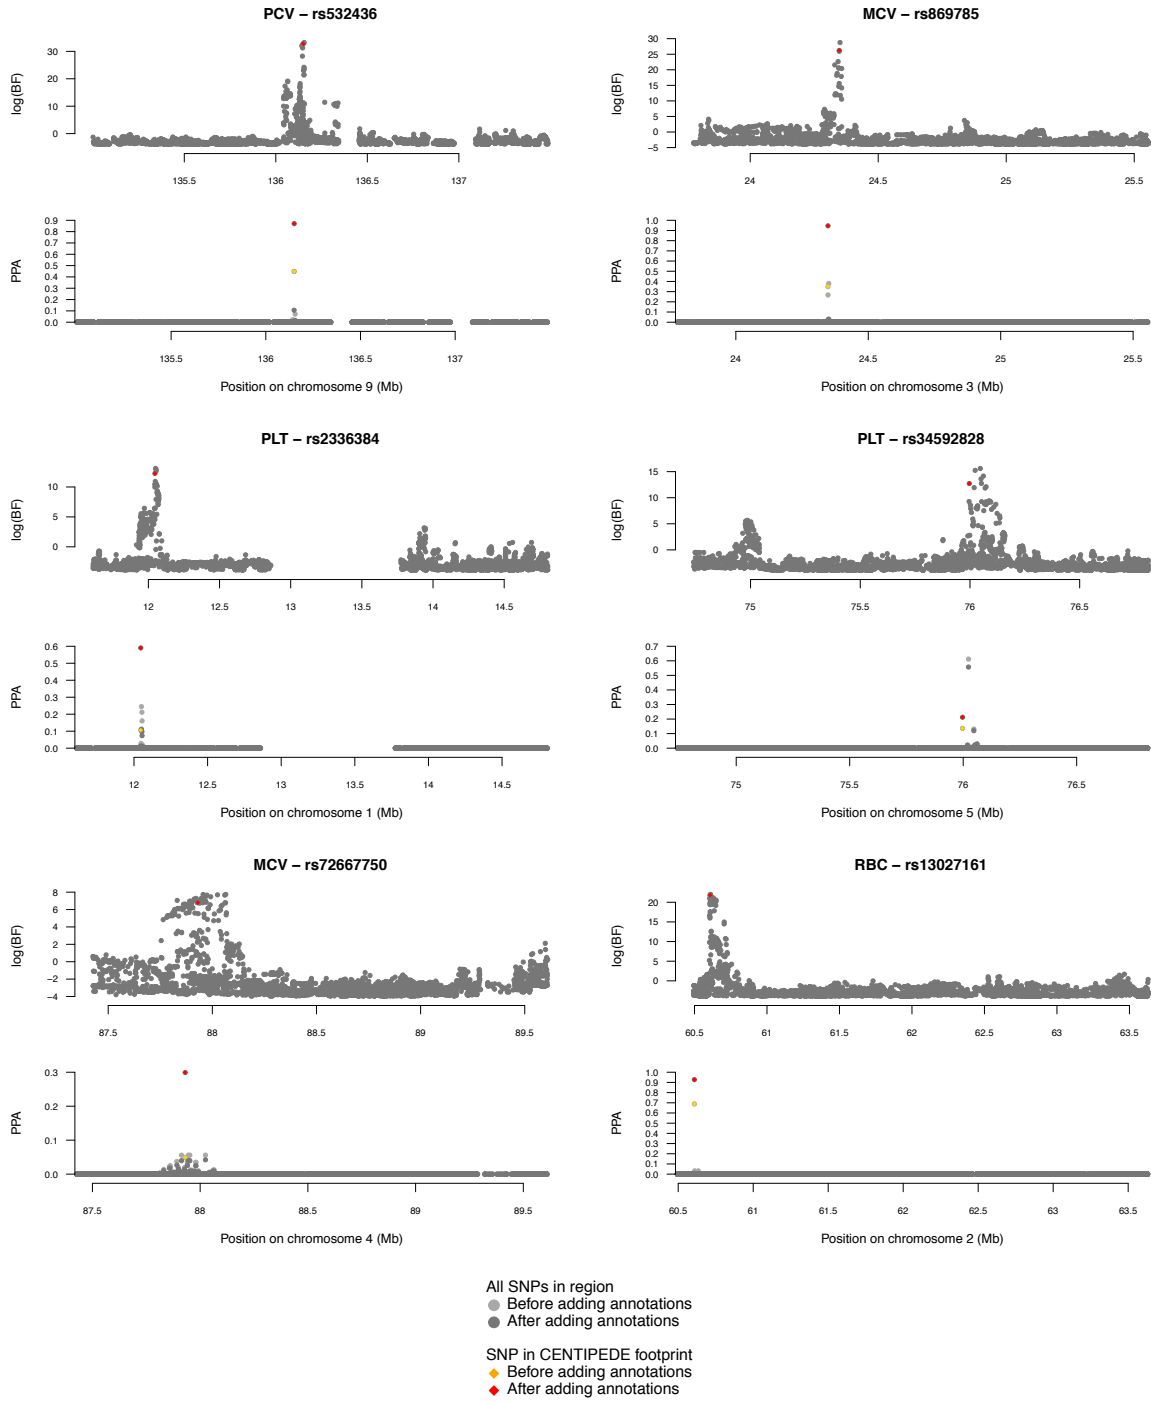 PCV – rs532436
log(BF)
30
20
10
0
135.5 136 136.5 137
PPA
0.9
0.8
0.7
0.6
0.5
0.4
0.3
0.2
0.1
0.0
135.5 136 136.5 137
Position on chromosome 9 (Mb)
MCV – rs869785
log(BF)
30
25
20
15
10
5
0
−5
24 24.5 25 25.5
PPA
1.0
0.9
0.8
0.7
0.6
0.5
0.4
0.3
0.2
0.1
0.0
24 24.5 25 25.5
Position on chromosome 3 (Mb)
PLT – rs2336384
log(BF)
10
5
0
12 12.5 13 13.5 14 14.5
PPA
0.6
0.5
0.4
0.3
0.2
0.1
0.0
12 12.5 13 13.5 14 14.5
Position on chromosome 1 (Mb)
PLT – rs34592828
log(BF)
15
10
5
0
75 75.5 76 76.5
PPA
0.7
0.6
0.5
0.4
0.3
0.2
0.1
0.0
75 75.5 76 76.5
Position on chromosome 5 (Mb)
MCV – rs72667750
log(BF)
8
6
4
2
0
−2
−4
87.5 88 88.5 89 89.5
PPA
0.3
0.2
0.1
0.0
87.5 88 88.5 89 89.5
Position on chromosome 4 (Mb)
RBC – rs13027161
log(BF)
20
15
10
5
0
60.5 61 61.5 62 62.5 63 63.5
PPA
1.0
0.9
0.8
0.7
0.6
0.5
0.4
0.3
0.2
0.1
0.0
60.5 61 61.5 62 62.5 63 63.5
Position on chromosome 2 (Mb)
All SNPs in region
Before adding annotations
After adding annotations
SNP in CENTIPEDE footprint
Before adding annotations
After adding annotations